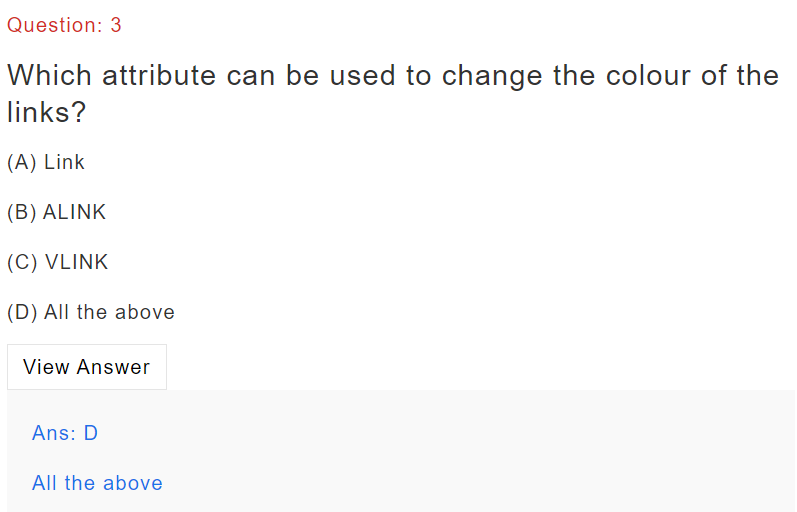 Question: 3
Which attribute can be used to change the colour of the
links?
(A) Link
(B) ALINK
(C) VLINK
(D) All the above
View Answer
Ans: D
All the above